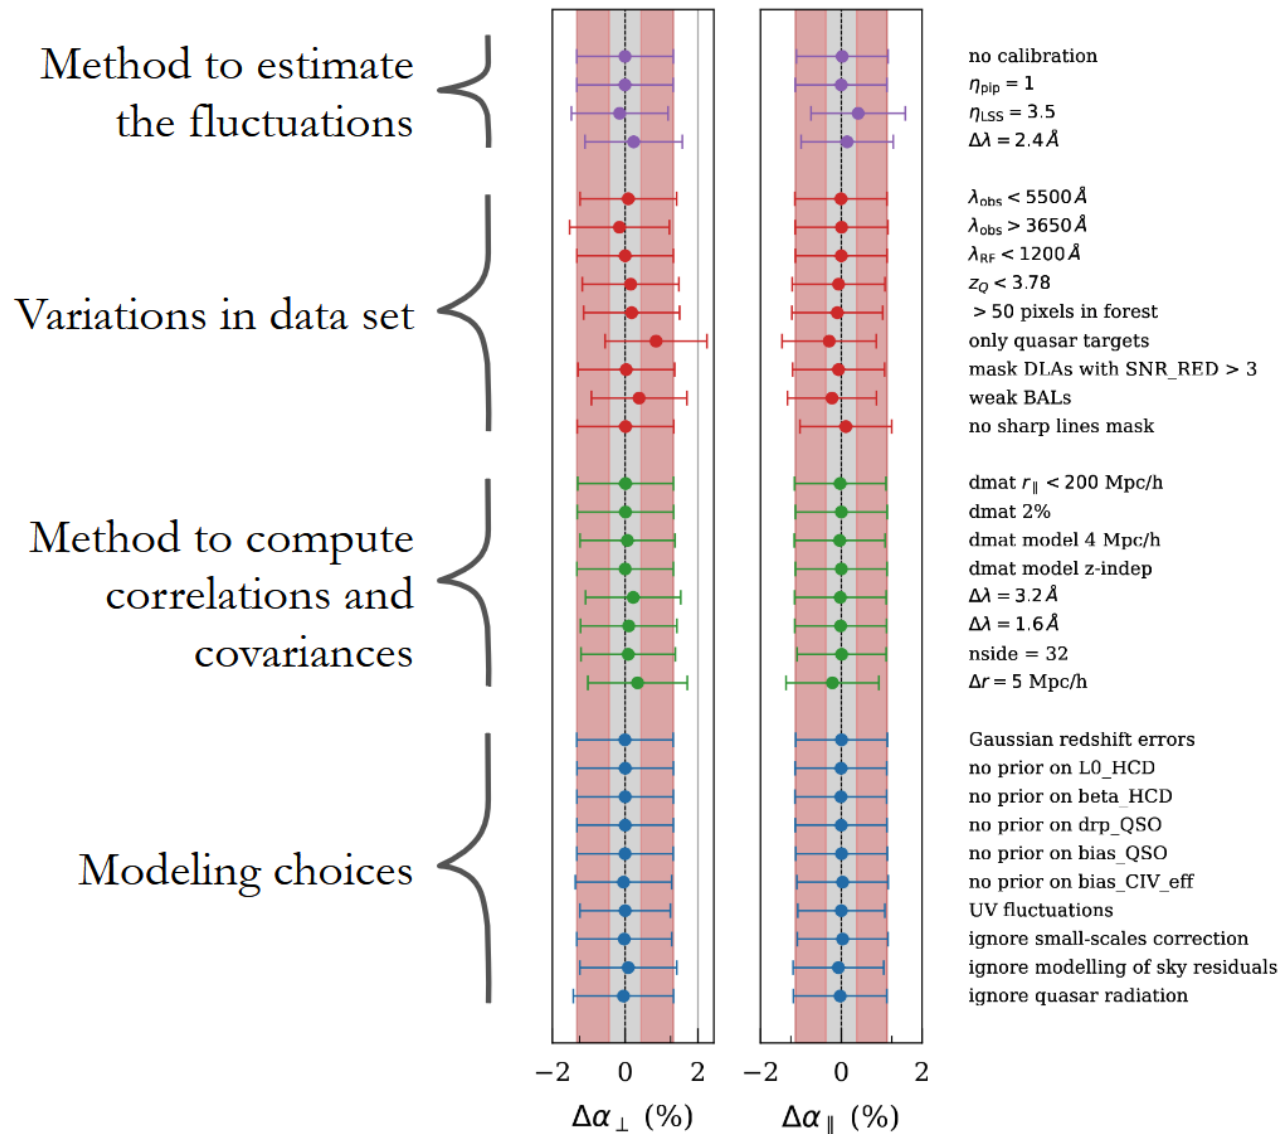 Method to estimate
the fluctuations
no calibration
η_pip = 1
η_LSS = 3.5
Δλ = 2.4 Å
Variations in data set
λ_obs < 5500 Å
λ_obs > 3650 Å
λ_RF < 1200 Å
z_Q < 3.78
> 50 pixels in forest
only quasar targets
mask DLAs with SNR_RED > 3
weak BALs
no sharp lines mask
Method to compute
correlations and
covariances
dmat r_∥ < 200 Mpc/h
dmat 2%
dmat model 4 Mpc/h
dmat model z-indep
Δλ = 3.2 Å
Δλ = 1.6 Å
nside = 32
Δr = 5 Mpc/h
Modeling choices
Gaussian redshift errors
no prior on L0_HCD
no prior on beta_HCD
no prior on drp_QSO
no prior on bias_QSO
no prior on bias_CIV_eff
UV fluctuations
ignore small-scales correction
ignore modelling of sky residuals
ignore quasar radiation
−2 0 2
−2 0 2
Δα_⊥ (%)
Δα_∥ (%)